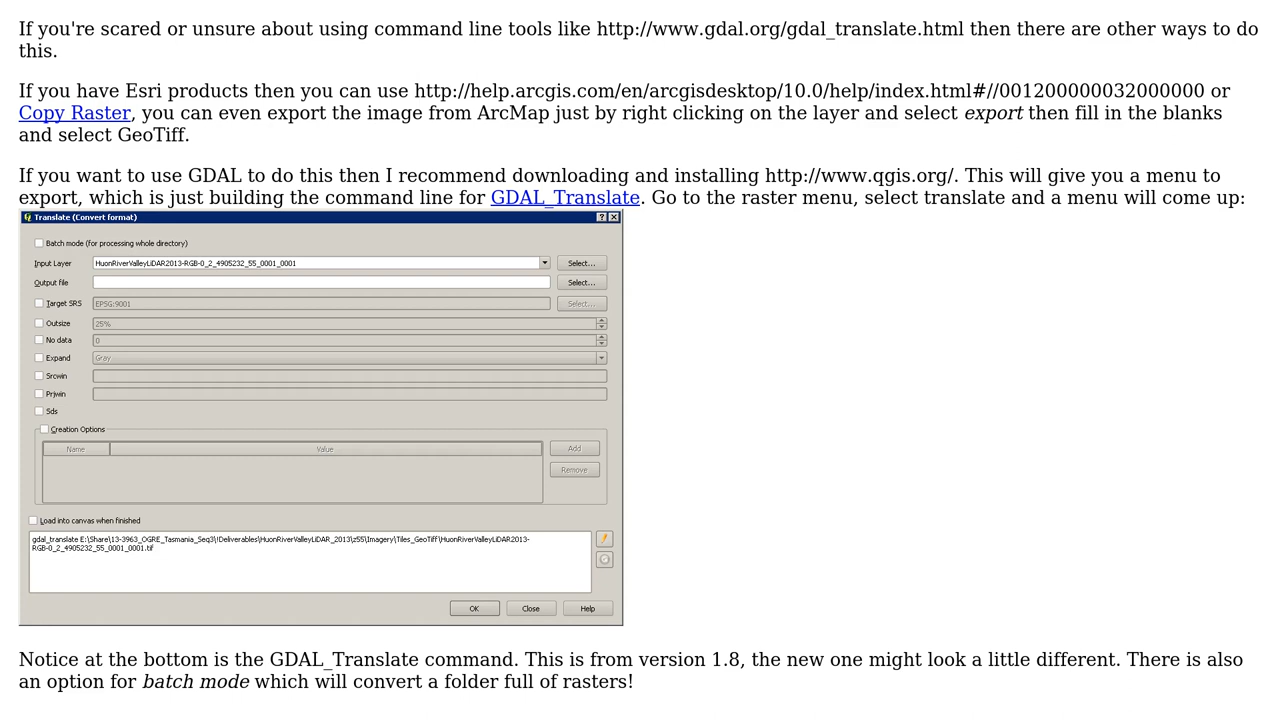 If you're scared or unsure about using command line tools like http://www.gdal.org/gdal_translate.html then there are other ways to do
this.
If you have Esri products then you can use http://help.arcgis.com/en/arcgisdesktop/10.0/help/index.html#//001200000032000000 or
Copy Raster, you can even export the image from ArcMap just by right clicking on the layer and select export then fill in the blanks
and select GeoTiff.
If you want to use GDAL to do this then I recommend downloading and installing http://www.qgis.org/. This will give you a menu to
export, which is just building the command line for GDAL_Translate. Go to the raster menu, select translate and a menu will come up:
Translate (Convert format)
Batch mode (for processing whole directory)
Input Layer HuonRiverValleyLiDAR2013-RGB-0_2_4905232_55_0001_0001 Select...
Output file Select...
Target SRS EPSG:9001 Select...
Outsize 25%
No data 0
Expand Gray
Srcwin
Prjwin
Sds
Creation Options
Name Value Add
Remove
Load into canvas when finished
gdal_translate E:\Share\13-3963_OGRE_Tasmania_Seq3\!Deliverables\HuonRiverValleyLiDAR_2013\z55\Imagery\Tiles_GeoTiff\HuonRiverValleyLiDAR2013-
RGB-0_2_4905232_55_0001_0001.tif
OK Close Help
Notice at the bottom is the GDAL_Translate command. This is from version 1.8, the new one might look a little different. There is also
an option for batch mode which will convert a folder full of rasters!